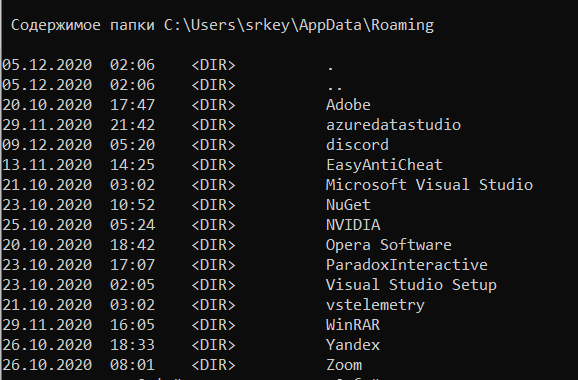 Содержимое папки C:\Users\srkey\AppData\Roaming
05.12.2020 02:06 <DIR> .
05.12.2020 02:06 <DIR> ..
20.10.2020 17:47 <DIR> Adobe
29.11.2020 21:42 <DIR> azuredatastudio
09.12.2020 05:20 <DIR> discord
13.11.2020 14:25 <DIR> EasyAntiCheat
21.10.2020 03:02 <DIR> Microsoft Visual Studio
23.10.2020 10:52 <DIR> NuGet
25.10.2020 05:24 <DIR> NVIDIA
20.10.2020 18:42 <DIR> Opera Software
23.10.2020 17:07 <DIR> ParadoxInteractive
23.10.2020 02:05 <DIR> Visual Studio Setup
21.10.2020 03:02 <DIR> vstelemetry
29.11.2020 16:05 <DIR> WinRAR
26.10.2020 18:33 <DIR> Yandex
26.10.2020 08:01 <DIR> Zoom